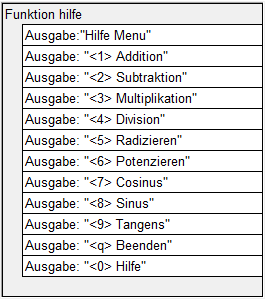 Funktion hilfe
Ausgabe:"Hilfe Menu"
Ausgabe: "<1> Addition"
Ausgabe: "<2> Subtraktion"
Ausgabe: "<3> Multiplikation"
Ausgabe: "<4> Division"
Ausgabe: "<5> Radizieren"
Ausgabe: "<6> Potenzieren"
Ausgabe: "<7> Cosinus"
Ausgabe: "<8> Sinus"
Ausgabe: "<9> Tangens"
Ausgabe: "<q> Beenden"
Ausgabe: "<0> Hilfe"